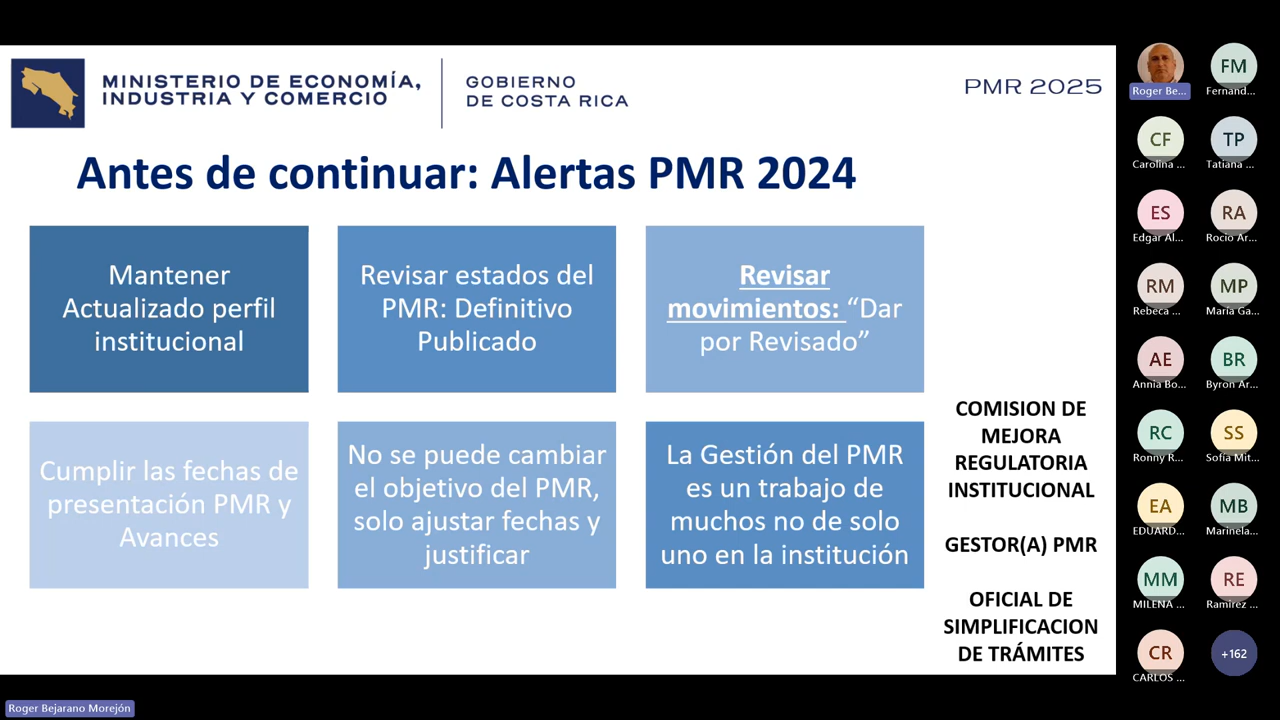 MINISTERIO DE ECONOMÍA,
INDUSTRIA Y COMERCIO
GOBIERNO
DE COSTA RICA
PMR 2025
Antes de continuar: Alertas PMR 2024
Mantener
Actualizado perfil
institucional
Revisar estados del
PMR: Definitivo
Publicado
Revisar
movimientos: “Dar
por Revisado”
Cumplir las fechas de
presentación PMR y
Avances
No se puede cambiar
el objetivo del PMR,
solo ajustar fechas y
justificar
La Gestión del PMR
es un trabajo de
muchos no de solo
uno en la institución
COMISION DE
MEJORA
REGULATORIA
INSTITUCIONAL
GESTOR(A) PMR
OFICIAL DE
SIMPLIFICACION
DE TRÁMITES
Roger Be...
FM
Fernand...
CF
Carolina ...
TP
Tatiana ...
ES
Edgar Al...
RA
Rocio Ar...
RM
Rebeca ...
MP
María Ga...
AE
Annia Bo...
BR
Byron Ar...
RC
Ronny R...
SS
Sofía Mit...
EA
EDUARD...
MB
Marinela...
MM
MILENA ...
RE
Ramirez ...
CR
CARLOS ...
+162
Roger Bejarano Morejón